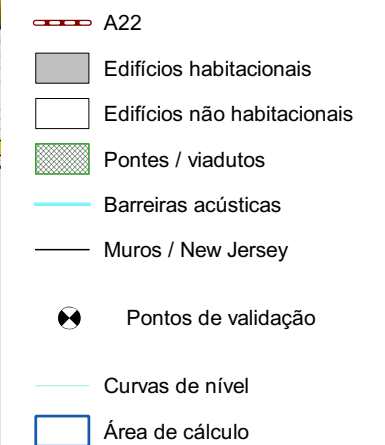 A22
Edifícios habitacionais
Edifícios não habitacionais
Pontes / viadutos
Barreiras acústicas
Muros / New Jersey
Pontos de validação
Curvas de nível
Área de cálculo